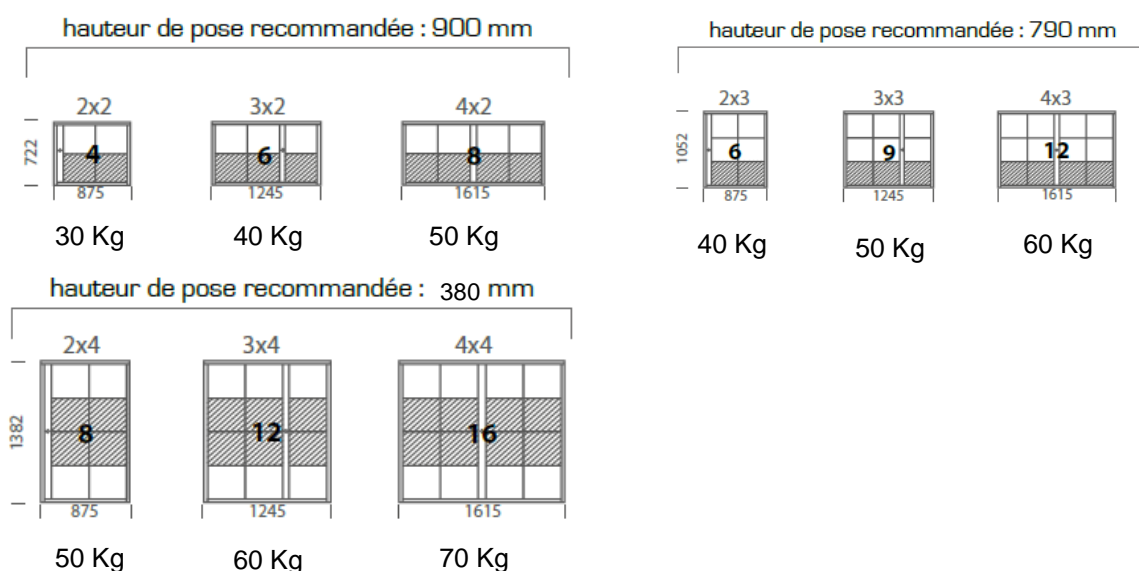 hauteur de pose recommandée : 900 mm
2x2 3x2 4x2
722
4 6 8
875 1245 1615
30 Kg 40 Kg 50 Kg
hauteur de pose recommandée : 790 mm
2x3 3x3 4x3
1052
6 9 12
875 1245 1615
40 Kg 50 Kg 60 Kg
hauteur de pose recommandée : 380 mm
2x4 3x4 4x4
1382
8 12 16
875 1245 1615
50 Kg 60 Kg 70 Kg